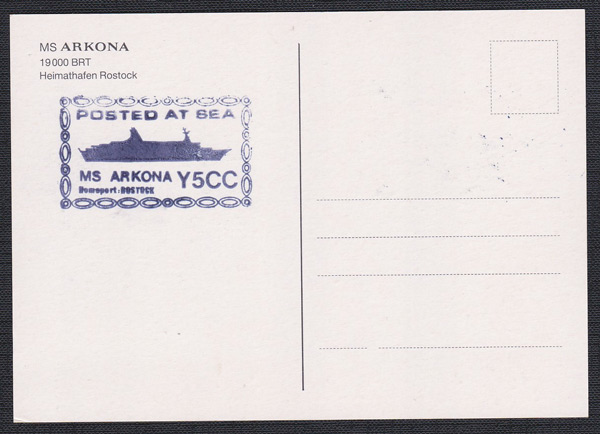 MS ARKONA
19000 BRT
Heimathafen Rostock
POSTED AT SEA
MS ARKONA Y5CC
Homeport: ROSTOCK